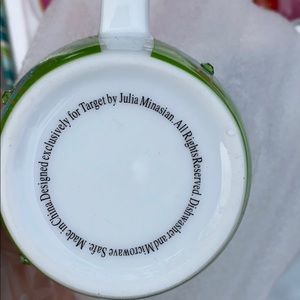 Designed exclusively for Target by Julia Minasian. All Rights Reserved. Dishwasher and Microwave Safe. Made in China.